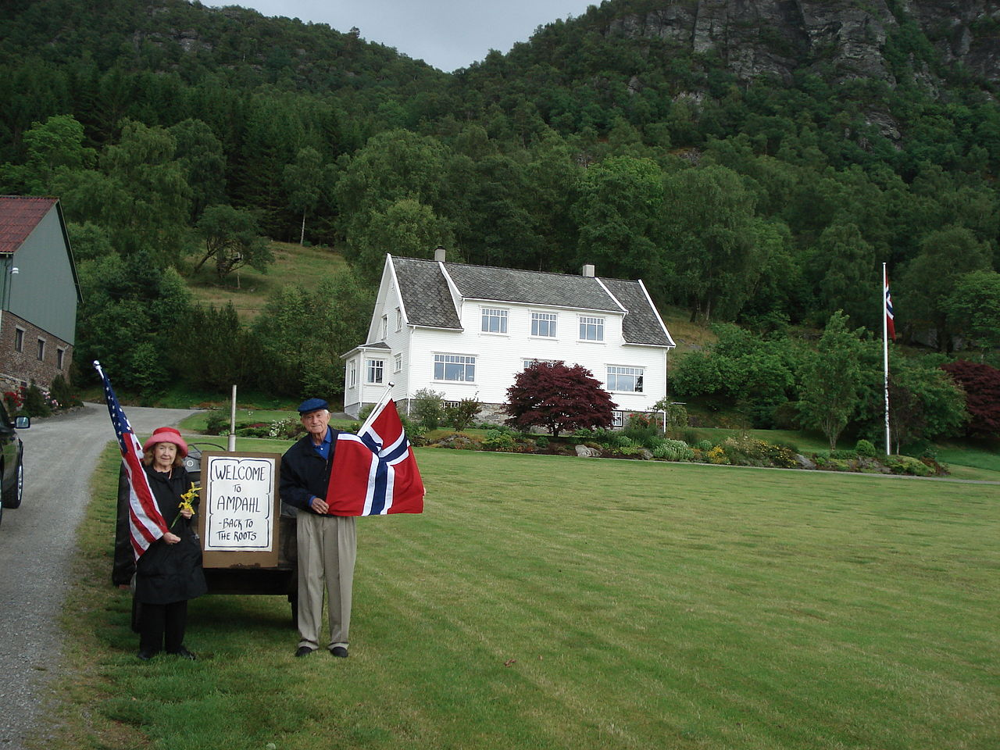 WELCOME
TO
AMDAHL
-BACK TO
THE ROOTS